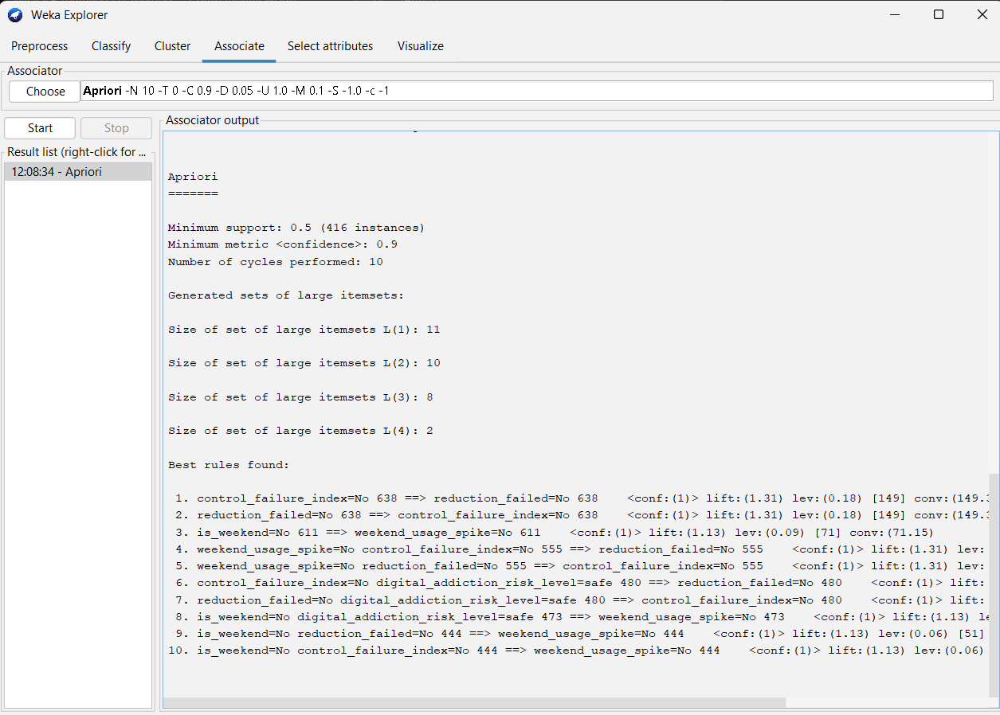 Weka Explorer
Preprocess Classify Cluster Associate Select attributes Visualize
Associator
Choose Apriori -N 10 -T 0 -C 0.9 -D 0.05 -U 1.0 -M 0.1 -S -1.0 -c -1
Start Stop
Associator output
Result list (right-click for ...
12:08:34 - Apriori
Apriori
=======
Minimum support: 0.5 (416 instances)
Minimum metric <confidence>: 0.9
Number of cycles performed: 10
Generated sets of large itemsets:
Size of set of large itemsets L(1): 11
Size of set of large itemsets L(2): 10
Size of set of large itemsets L(3): 8
Size of set of large itemsets L(4): 2
Best rules found:
1. control_failure_index=No 638 ==> reduction_failed=No 638 <conf:(1)> lift:(1.31) lev:(0.18) [149] conv:(149.3
2. reduction_failed=No 638 ==> control_failure_index=No 638 <conf:(1)> lift:(1.31) lev:(0.18) [149] conv:(149.3
3. is_weekend=No 611 ==> weekend_usage_spike=No 611 <conf:(1)> lift:(1.13) lev:(0.09) [71] conv:(71.15)
4. weekend_usage_spike=No control_failure_index=No 555 ==> reduction_failed=No 555 <conf:(1)> lift:(1.31) lev:
5. weekend_usage_spike=No reduction_failed=No 555 ==> control_failure_index=No 555 <conf:(1)> lift:(1.31) lev:
6. control_failure_index=No digital_addiction_risk_level=safe 480 ==> reduction_failed=No 480 <conf:(1)> lift:
7. reduction_failed=No digital_addiction_risk_level=safe 480 ==> control_failure_index=No 480 <conf:(1)> lift:
8. is_weekend=No digital_addiction_risk_level=safe 473 ==> weekend_usage_spike=No 473 <conf:(1)> lift:(1.13) le
9. is_weekend=No reduction_failed=No 444 ==> weekend_usage_spike=No 444 <conf:(1)> lift:(1.13) lev:(0.06) [51]
10. is_weekend=No control_failure_index=No 444 ==> weekend_usage_spike=No 444 <conf:(1)> lift:(1.13) lev:(0.06)